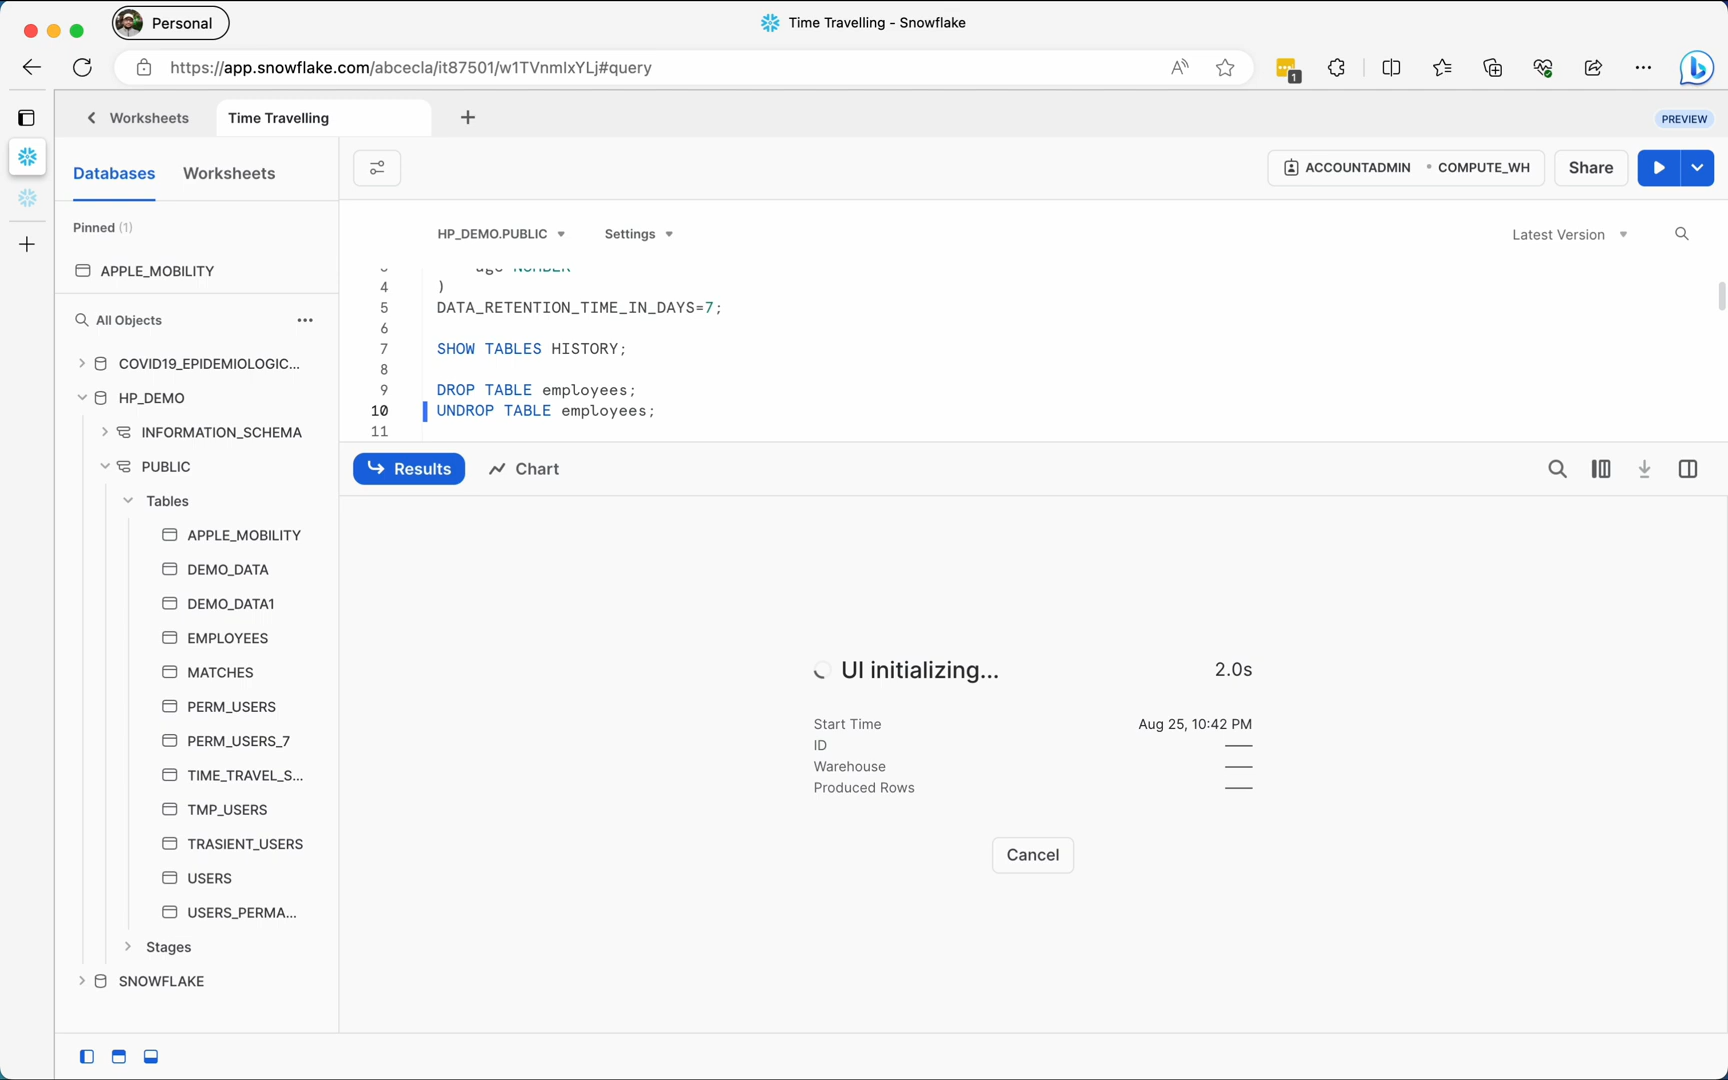 Personal
Time Travelling - Snowflake
https://app.snowflake.com/abcecla/it87501/w1TVnmlxYLj#query
1
Worksheets
Time Travelling
PREVIEW
Databases
Worksheets
ACCOUNTADMIN
COMPUTE_WH
Share
Pinned (1)
APPLE_MOBILITY
All Objects
COVID19_EPIDEMIOLOGIC...
HP_DEMO
INFORMATION_SCHEMA
PUBLIC
Tables
APPLE_MOBILITY
DEMO_DATA
DEMO_DATA1
EMPLOYEES
MATCHES
PERM_USERS
PERM_USERS_7
TIME_TRAVEL_S...
TMP_USERS
TRASIENT_USERS
USERS
USERS_PERMA...
Stages
SNOWFLAKE
HP_DEMO.PUBLIC
Settings
Latest Version
3 age NUMBER
4 )
5 DATA_RETENTION_TIME_IN_DAYS=7;
6
7 SHOW TABLES HISTORY;
8
9 DROP TABLE employees;
10 UNDROP TABLE employees;
11
Results
Chart
UI initializing...
2.0s
Start Time Aug 25, 10:42 PM
ID
Warehouse
Produced Rows
Cancel